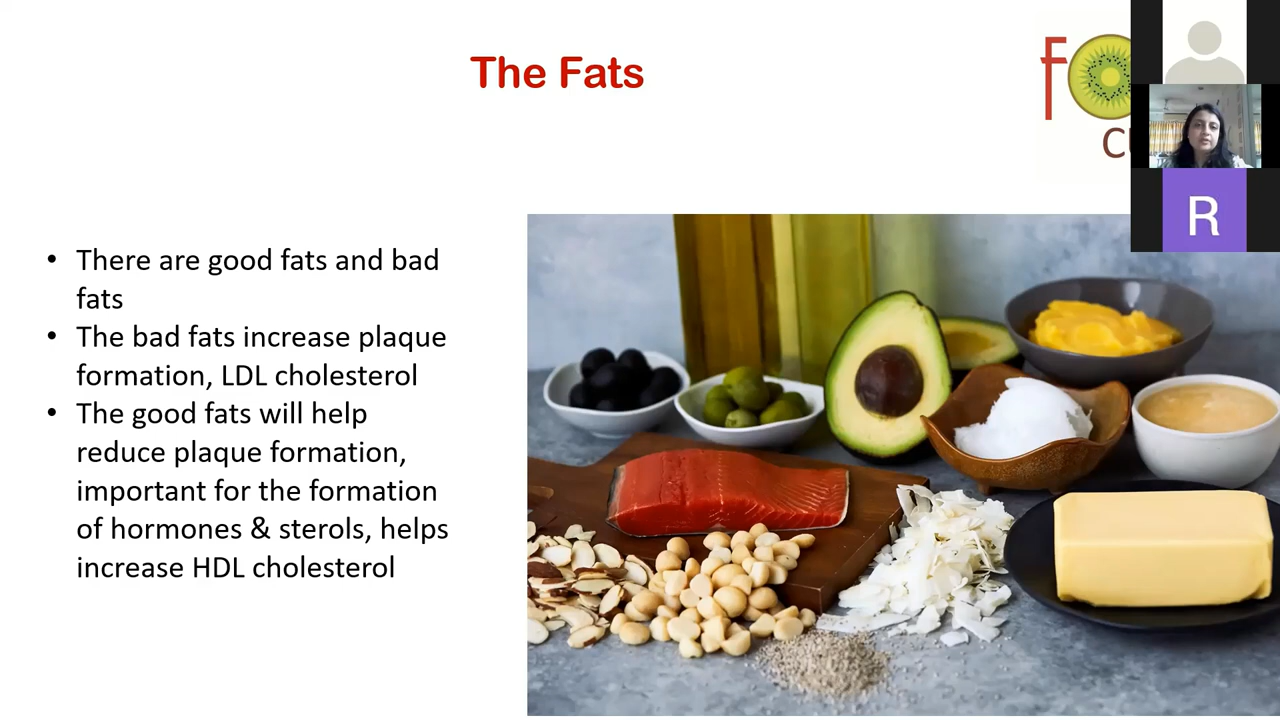 The Fats
• There are good fats and bad
fats
• The bad fats increase plaque
formation, LDL cholesterol
• The good fats will help
reduce plaque formation,
important for the formation
of hormones & sterols, helps
increase HDL cholesterol
R